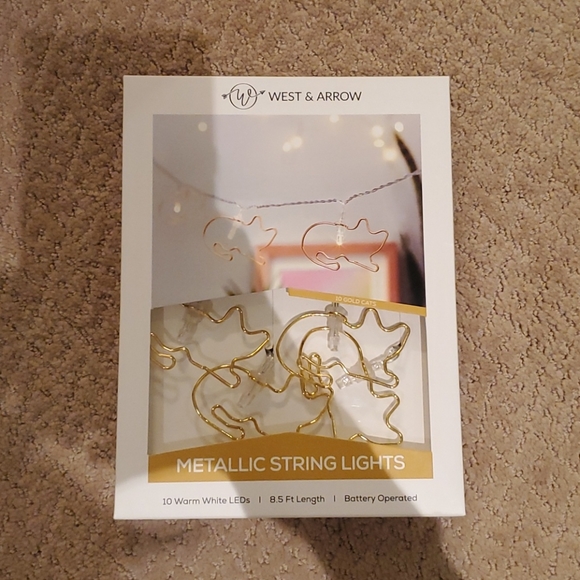 W
WEST & ARROW
10 GOLD CATS
METALLIC STRING LIGHTS
10 Warm White LEDs | 8.5 Ft Length | Battery Operated